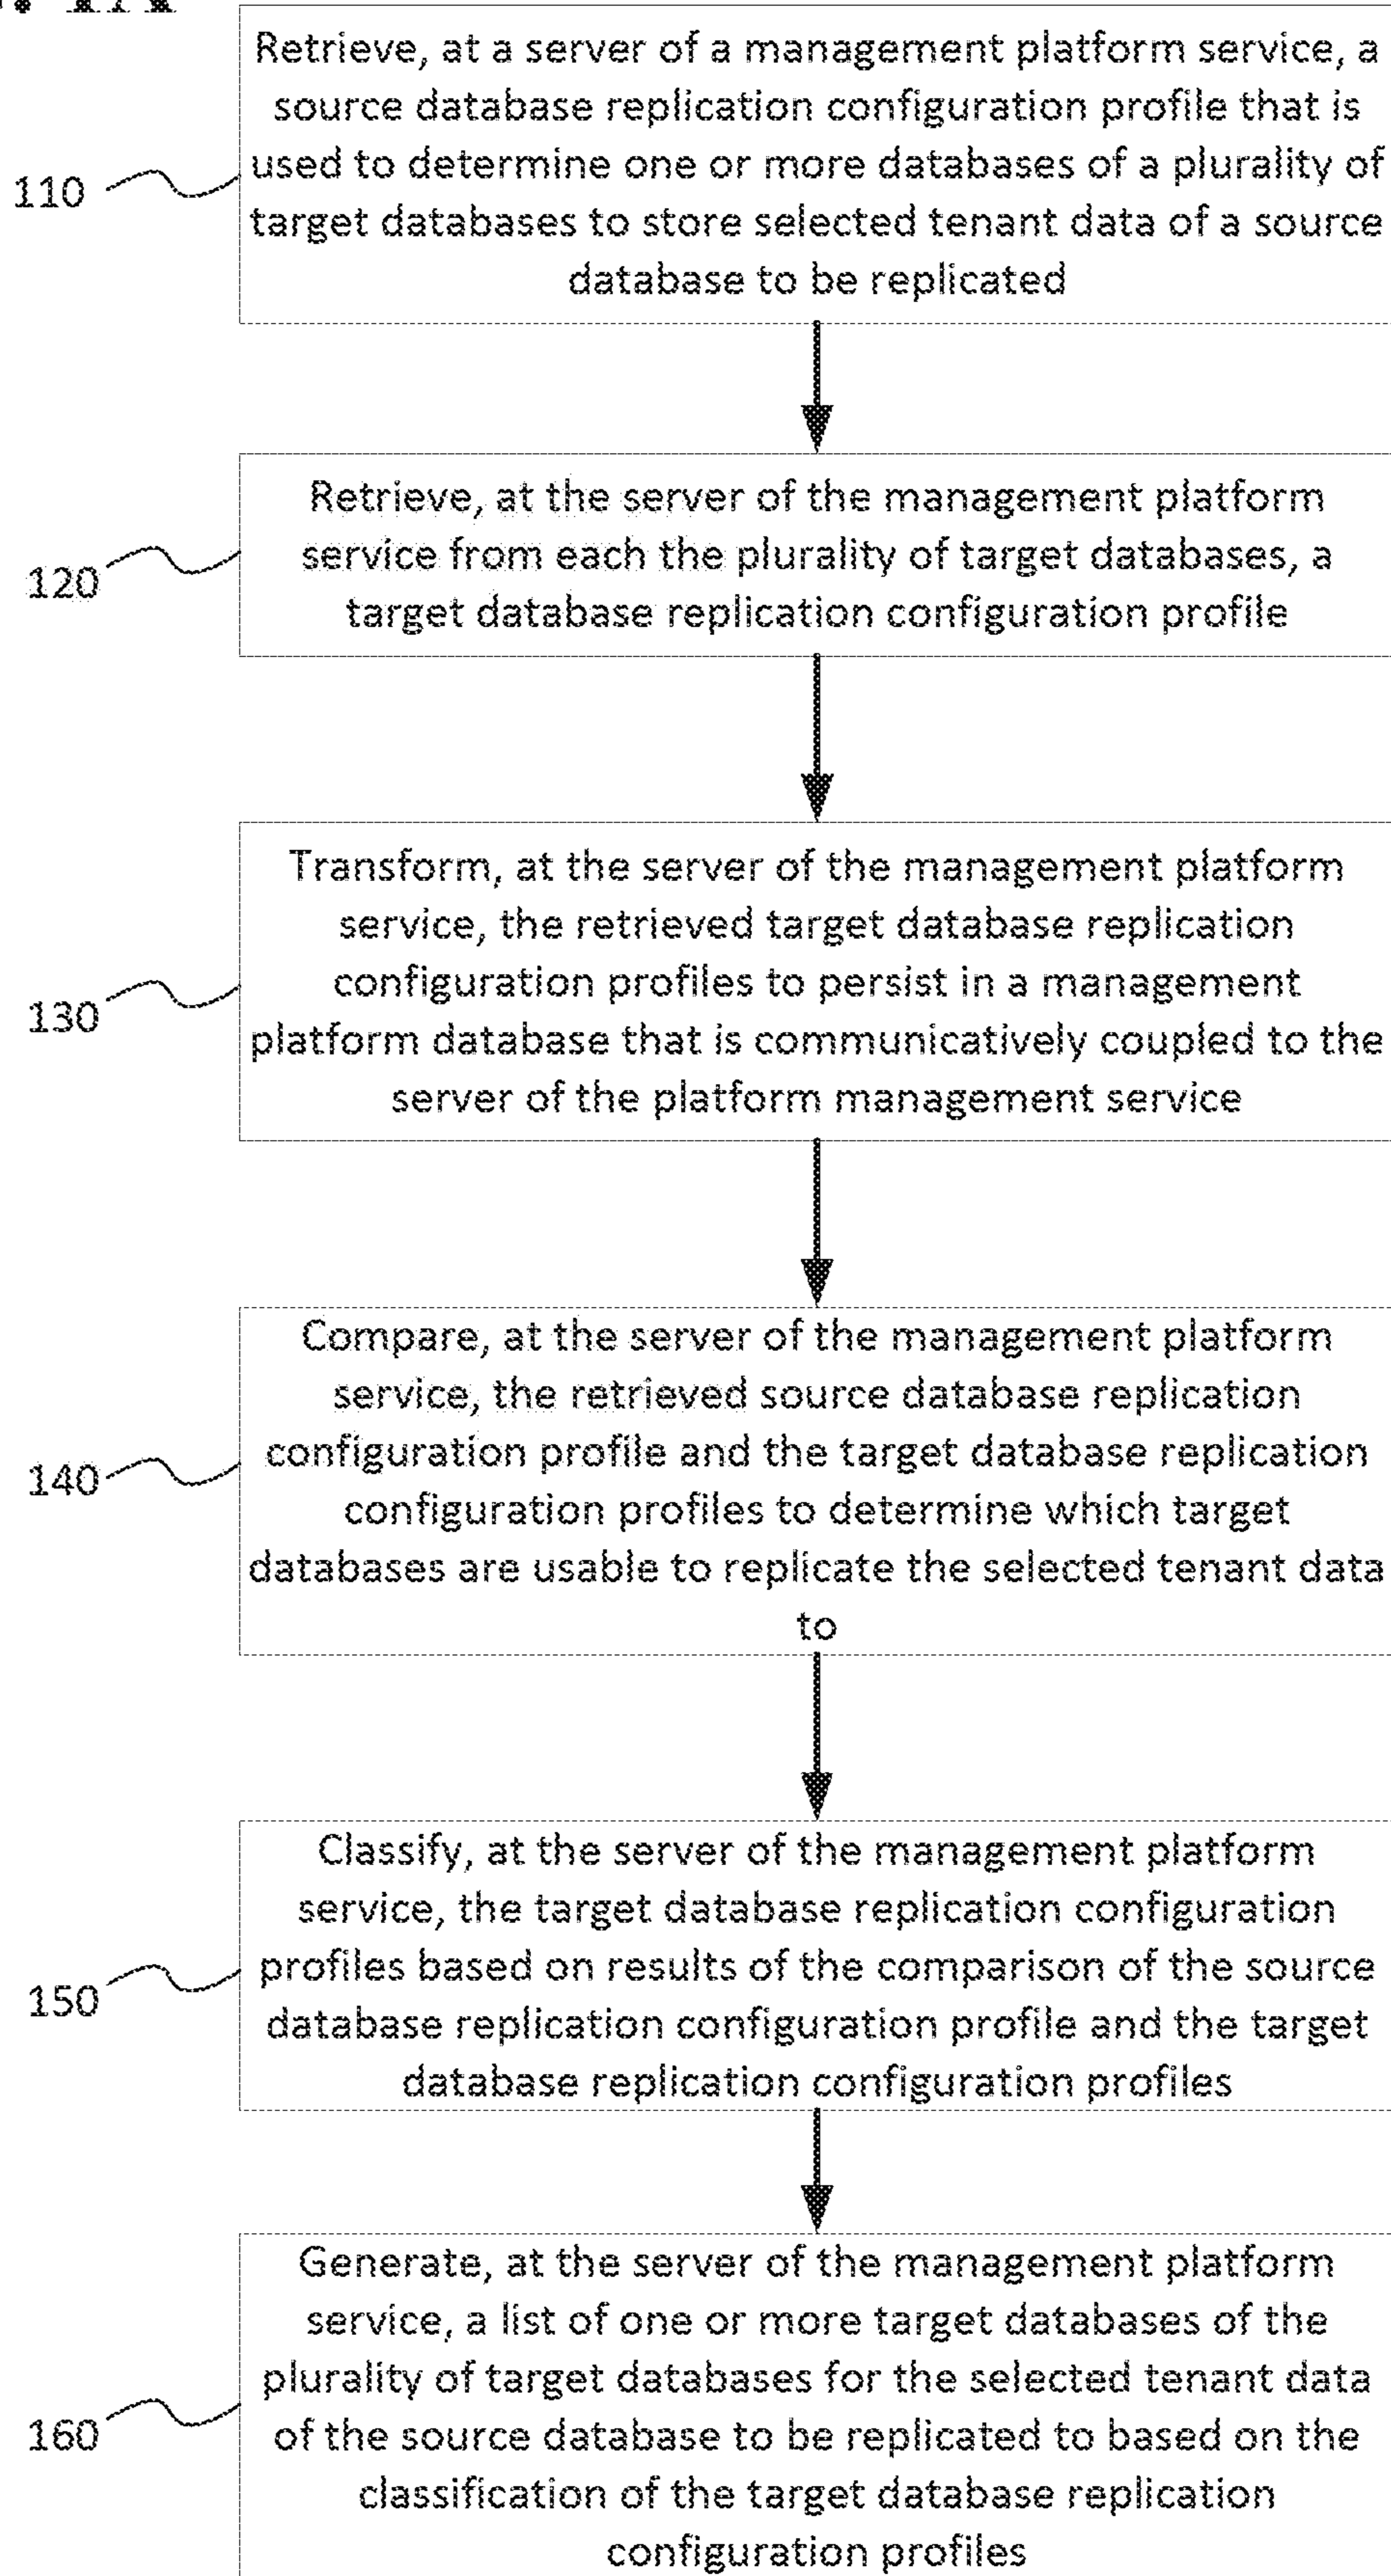 Retrieve, at a server of a management platform service, a
source database replication configuration profile that is
used to determine one or more databases of a plurality of
target databases to store selected tenant data of a source
database to be replicated
110
Retrieve, at the server of the management platform
service from each the plurality of target databases, a
target database replication configuration profile
120
Transform, at the server of the management platform
service, the retrieved target database replication
configuration profiles to persist in a management
platform database that is communicatively coupled to the
server of the platform management service
130
Compare, at the server of the management platform
service, the retrieved source database replication
configuration profile and the target database replication
configuration profiles to determine which target
databases are usable to replicate the selected tenant data
to
140
Classify, at the server of the management platform
service, the target database replication configuration
profiles based on results of the comparison of the source
database replication configuration profile and the target
database replication configuration profiles
150
Generate, at the server of the management platform
service, a list of one or more target databases of the
plurality of target databases for the selected tenant data
of the source database to be replicated to based on the
classification of the target database replication
configuration profiles
160